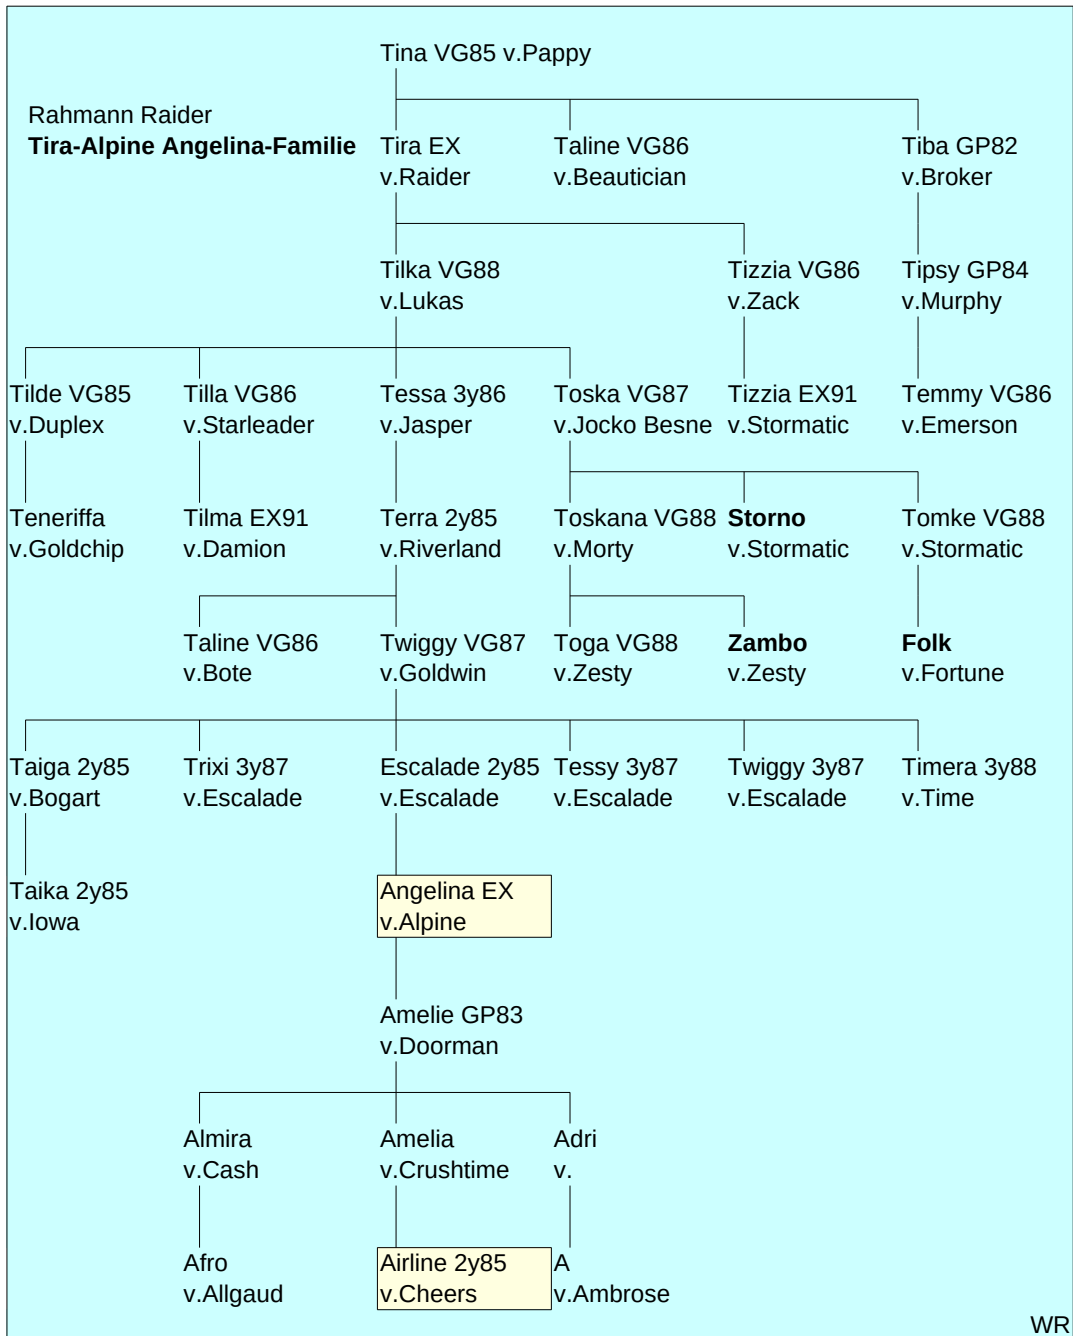 Tina VG85 v.Pappy
Rahmann Raider
Tira-Alpine Angelina-Familie
Tira EX
v.Raider
Taline VG86
v.Beautician
Tiba GP82
v.Broker
Tilka VG88
v.Lukas
Tizzia VG86
v.Zack
Tipsy GP84
v.Murphy
Tilde VG85
v.Duplex
Tilla VG86
v.Starleader
Tessa 3y86
v.Jasper
Toska VG87
v.Jocko Besne
Tizzia EX91
v.Stormatic
Temmy VG86
v.Emerson
Teneriffa
v.Goldchip
Tilma EX91
v.Damion
Terra 2y85
v.Riverland
Toskana VG88
v.Morty
Storno
v.Stormatic
Tomke VG88
v.Stormatic
Taline VG86
v.Bote
Twiggy VG87
v.Goldwin
Toga VG88
v.Zesty
Zambo
v.Zesty
Folk
v.Fortune
Taiga 2y85
v.Bogart
Trixi 3y87
v.Escalade
Escalade 2y85
v.Escalade
Tessy 3y87
v.Escalade
Twiggy 3y87
v.Escalade
Timera 3y88
v.Time
Taika 2y85
v.Iowa
Angelina EX
v.Alpine
Amelie GP83
v.Doorman
Almira
v.Cash
Amelia
v.Crushtime
Adri
v.
Afro
v.Allgaud
Airline 2y85
v.Cheers
A
v.Ambrose
WR